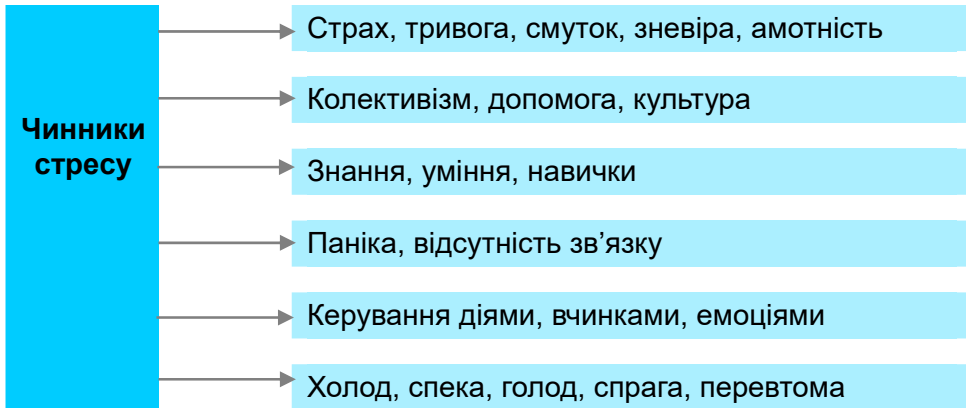 Чинники
стресу
Страх, тривога, смуток, зневіра, амотність
Колективізм, допомога, культура
Знання, уміння, навички
Паніка, відсутність зв’язку
Керування діями, вчинками, емоціями
Холод, спека, голод, спрага, перевтома